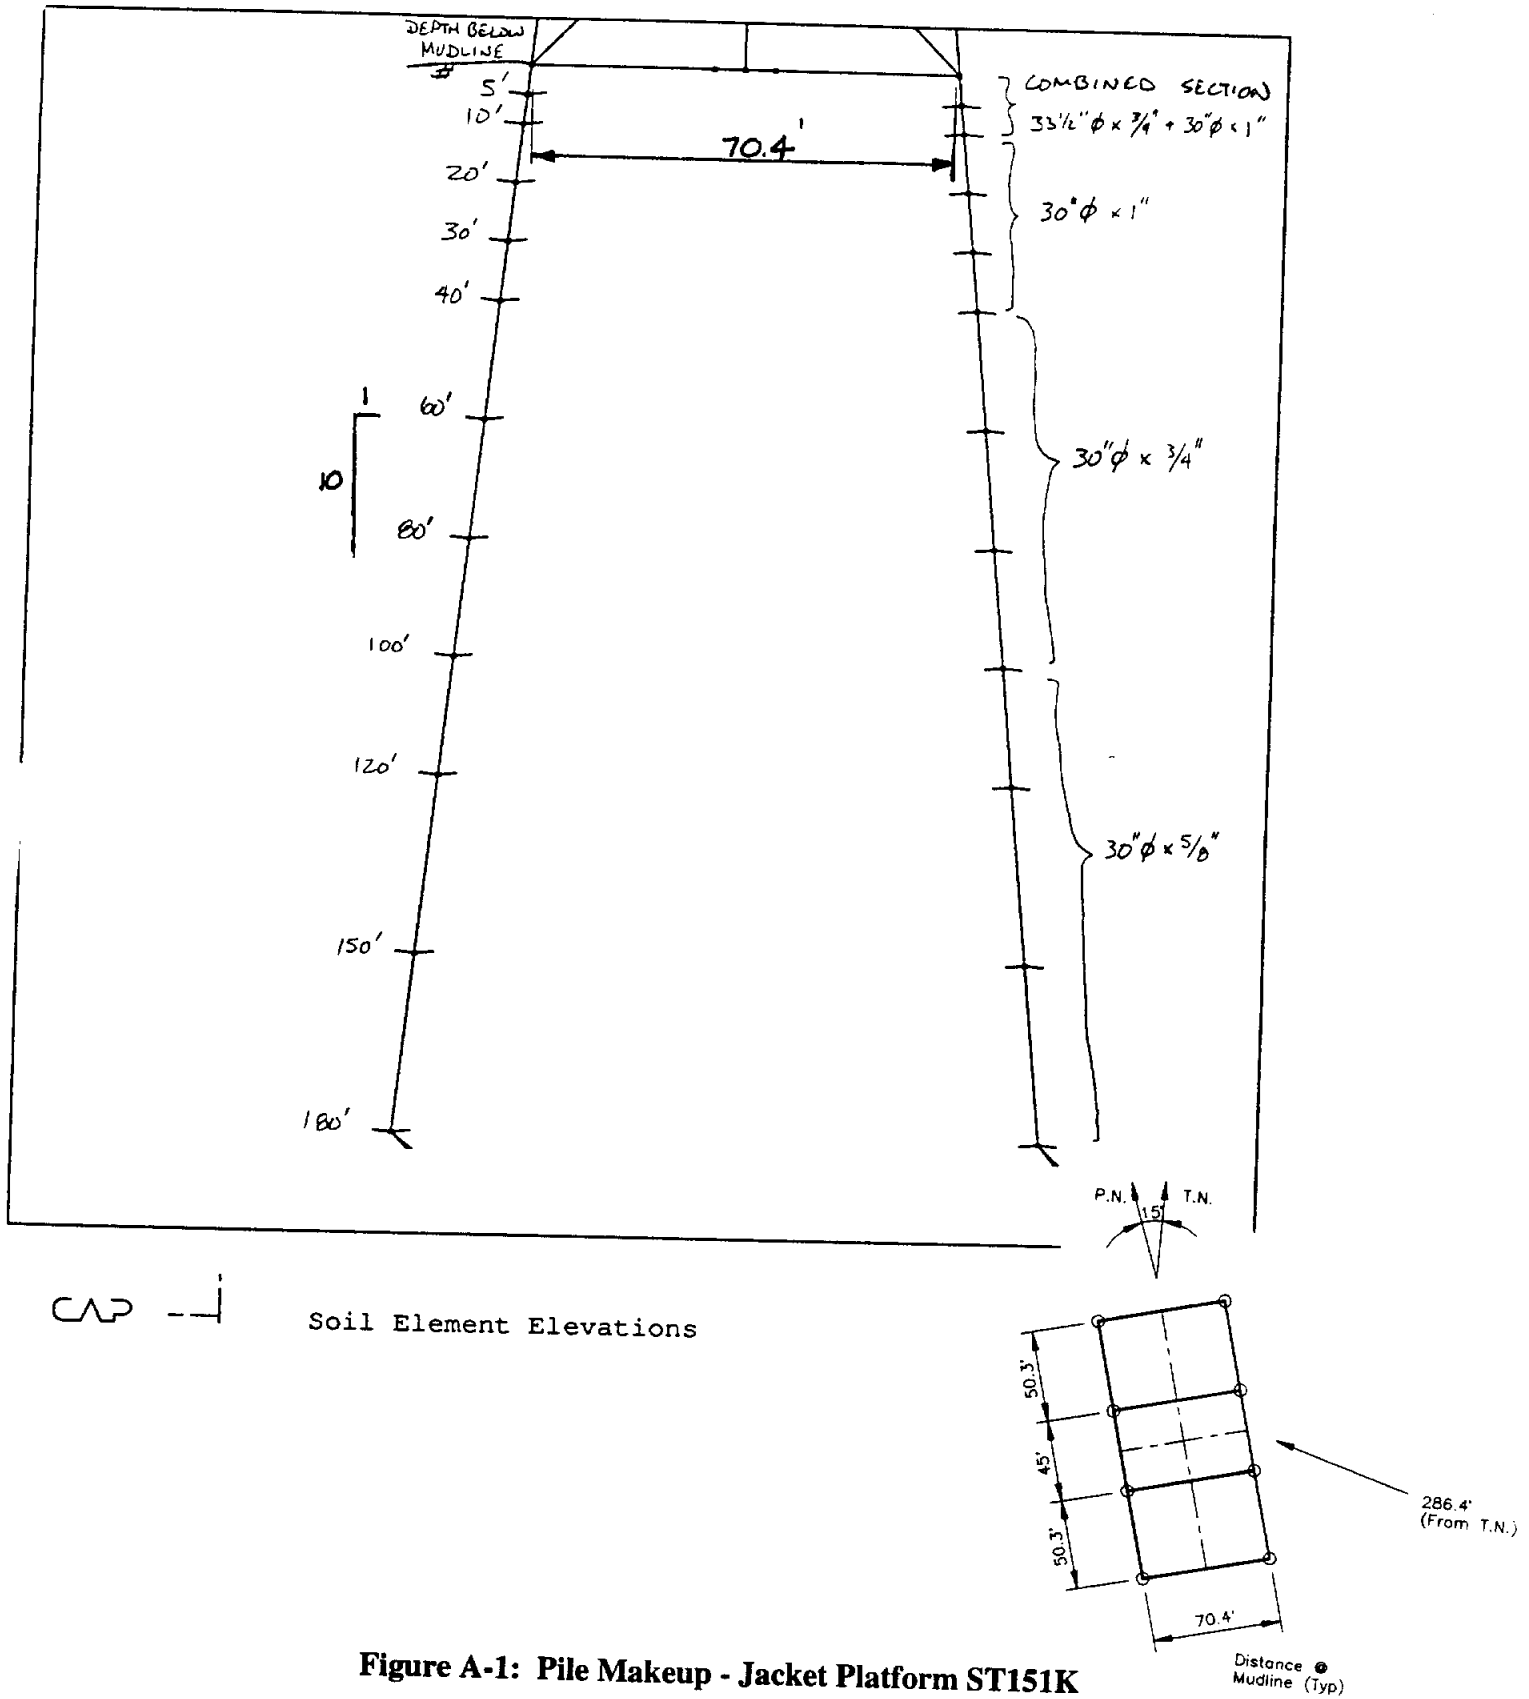 DEPTH BELOW
MUDLINE
5'
10'
20'
30'
40'
60'
80'
100'
120'
150'
180'
70.4'
1
10
COMBINED SECTION
33 1/2" ϕ x 3/4" + 30" ϕ x 1"
30" ϕ x 1"
30" ϕ x 3/4"
30" ϕ x 5/8"
CAP
Soil Element Elevations
P.N. T.N.
15°
50.3'
45'
50.3'
70.4'
286.4'
(From T.N.)
Distance @
Mudline (Typ)
Figure A-1: Pile Makeup - Jacket Platform ST151K